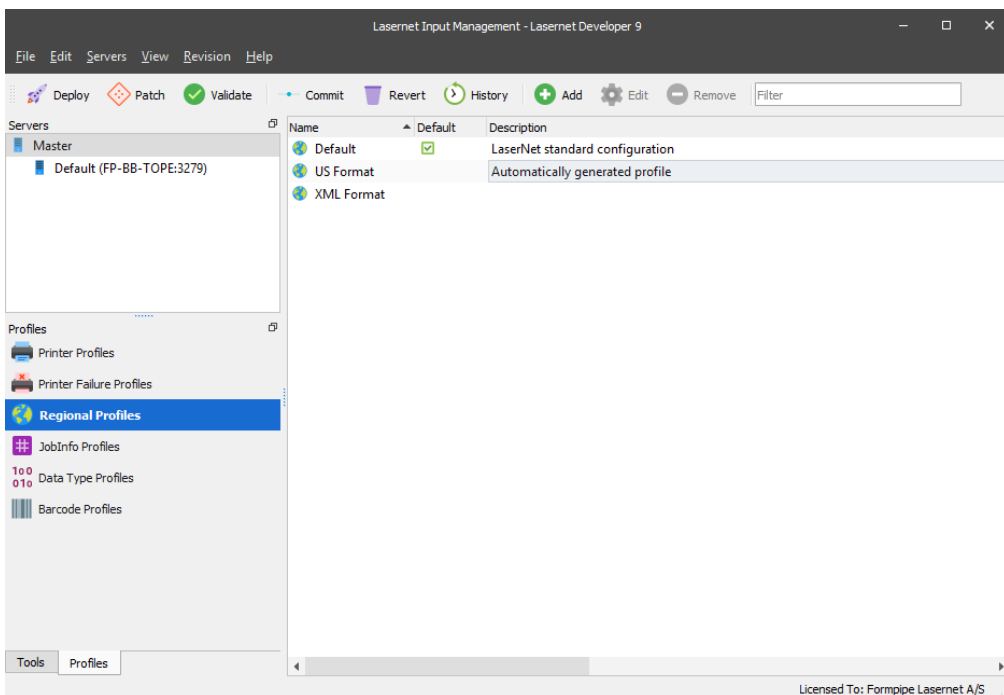 Lasernet Input Management - Lasernet Developer 9
File Edit Servers View Revision Help
Deploy Patch Validate Commit Revert History Add Edit Remove Filter
Servers
Master
Default (FP-BB-TOPE:3279)
Name Default Description
Default LaserNet standard configuration
US Format Automatically generated profile
XML Format
Profiles
Printer Profiles
Printer Failure Profiles
Regional Profiles
# JobInfo Profiles
100
010 Data Type Profiles
Barcode Profiles
Tools Profiles
Licensed To: Formpipe Lasernet A/S